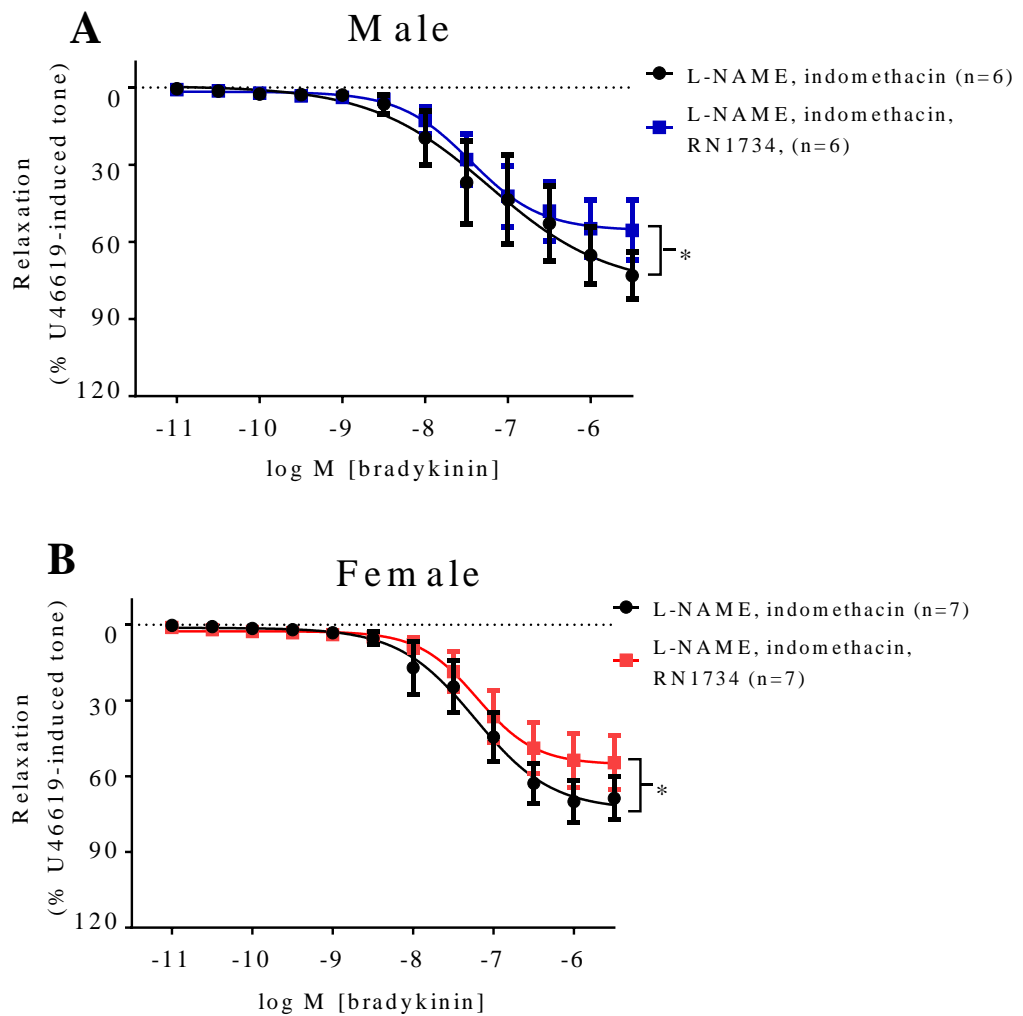 A
Male
L-NAME, indomethacin (n=6)
L-NAME, indomethacin,
RN1734, (n=6)
Relaxation
(% U46619-induced tone)
0
30
60
90
120
*
-11 -10 -9 -8 -7 -6
log M [bradykinin]
B
Female
L-NAME, indomethacin (n=7)
L-NAME, indomethacin,
RN1734 (n=7)
Relaxation
(% U46619-induced tone)
0
30
60
90
120
*
-11 -10 -9 -8 -7 -6
log M [bradykinin]